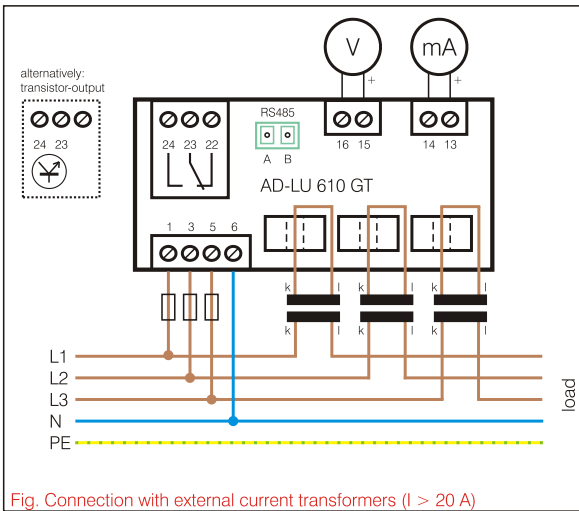 V
mA
alternatively:
transistor-output
+
+
RS485
24 23
24 23 22
A B
16 15
14 13
AD-LU 610 GT
1 3 5 6
k l k l k l
k l k l k l
L1
L2
L3
N
PE
load
Fig. Connection with external current transformers (I > 20 A)